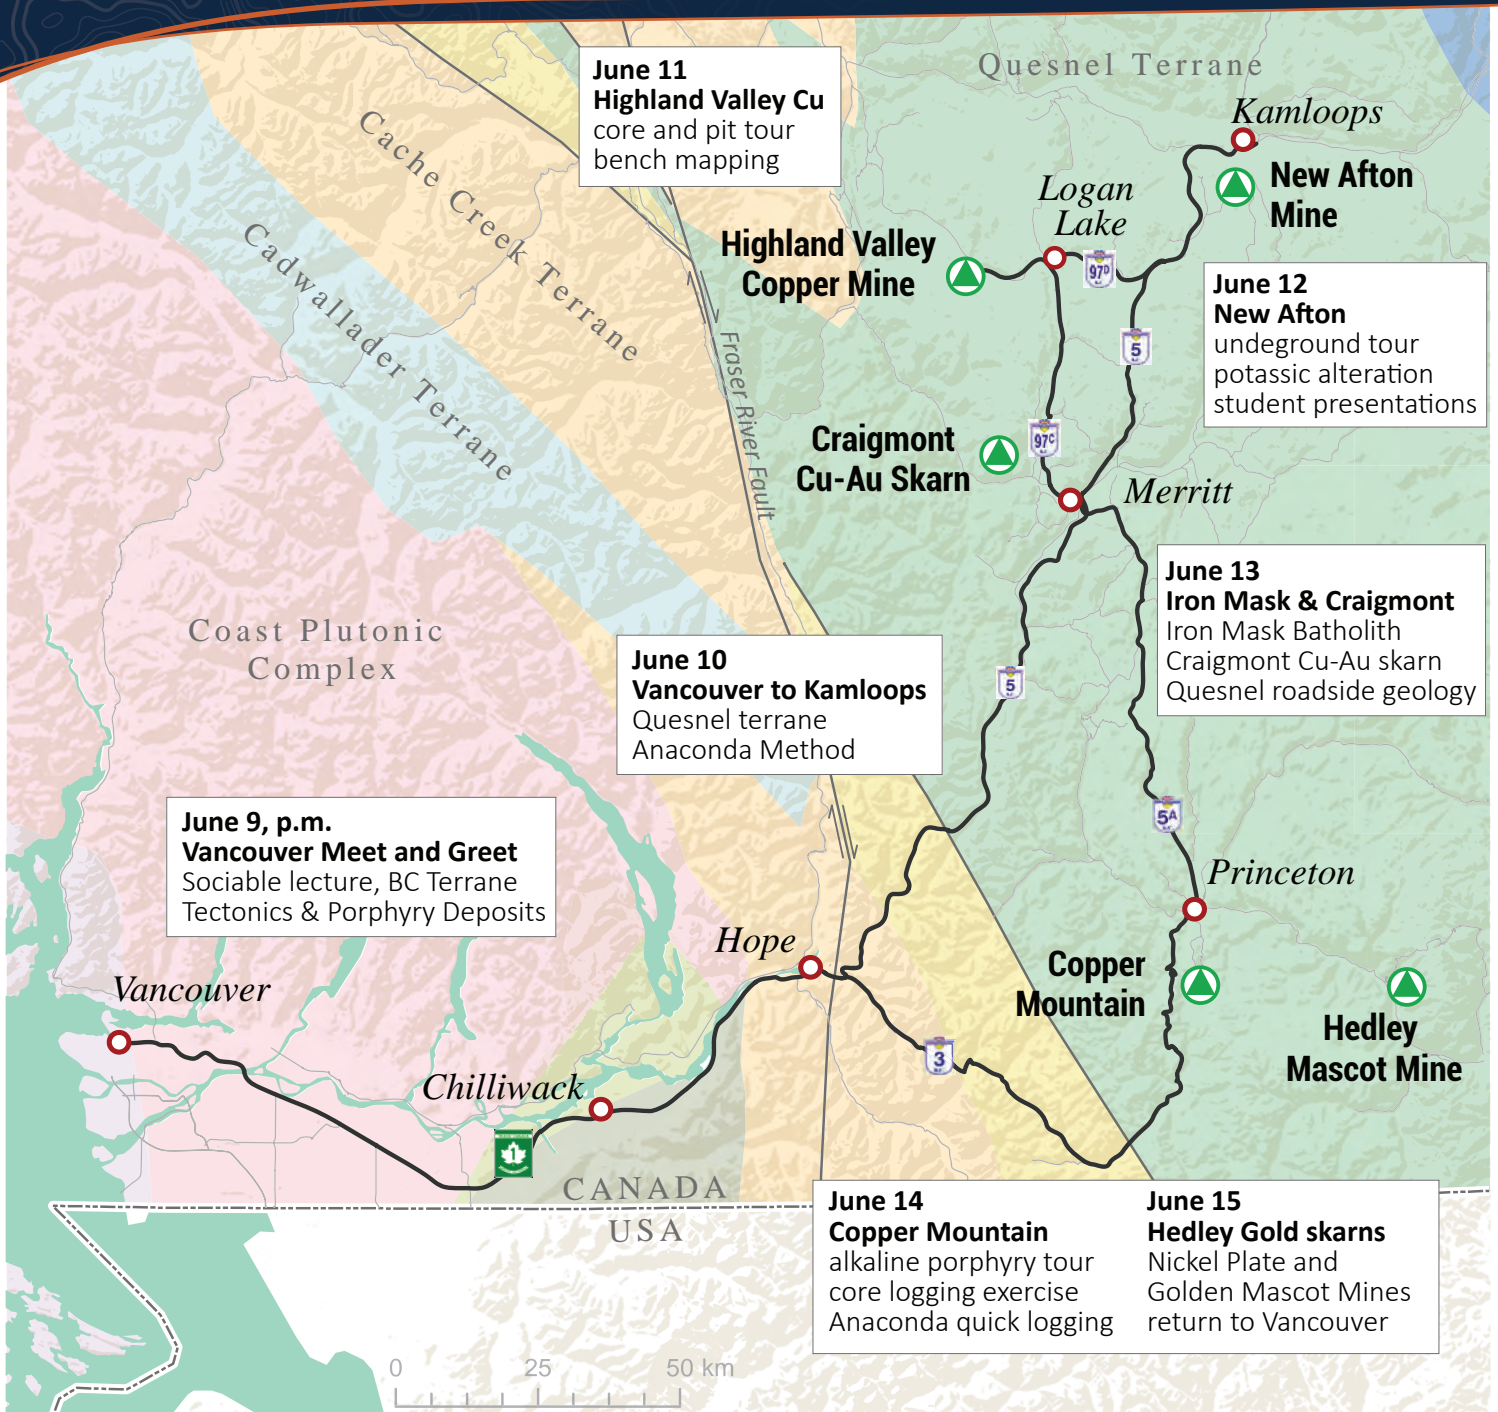 June 11
Highland Valley Cu
core and pit tour
bench mapping
Quesnel Terrane
Kamloops
New Afton
Mine
Logan
Lake
Highland Valley
Copper Mine
97D
Cache Creek Terrane
Cadwallader Terrane
Fraser River Fault
June 12
New Afton
undeground tour
potassic alteration
student presentations
5
Craigmont
Cu-Au Skarn
97C
Merritt
June 13
Iron Mask & Craigmont
Iron Mask Batholith
Craigmont Cu-Au skarn
Quesnel roadside geology
Coast Plutonic
Complex
June 10
Vancouver to Kamloops
Quesnel terrane
Anaconda Method
5
June 9, p.m.
Vancouver Meet and Greet
Sociable lecture, BC Terrane
Tectonics & Porphyry Deposits
5A
Princeton
Hope
Vancouver
Copper
Mountain
Hedley
Mascot Mine
3
Chilliwack
1
CANADA
USA
June 14
Copper Mountain
alkaline porphyry tour
core logging exercise
Anaconda quick logging
June 15
Hedley Gold skarns
Nickel Plate and
Golden Mascot Mines
return to Vancouver
0 25 50 km